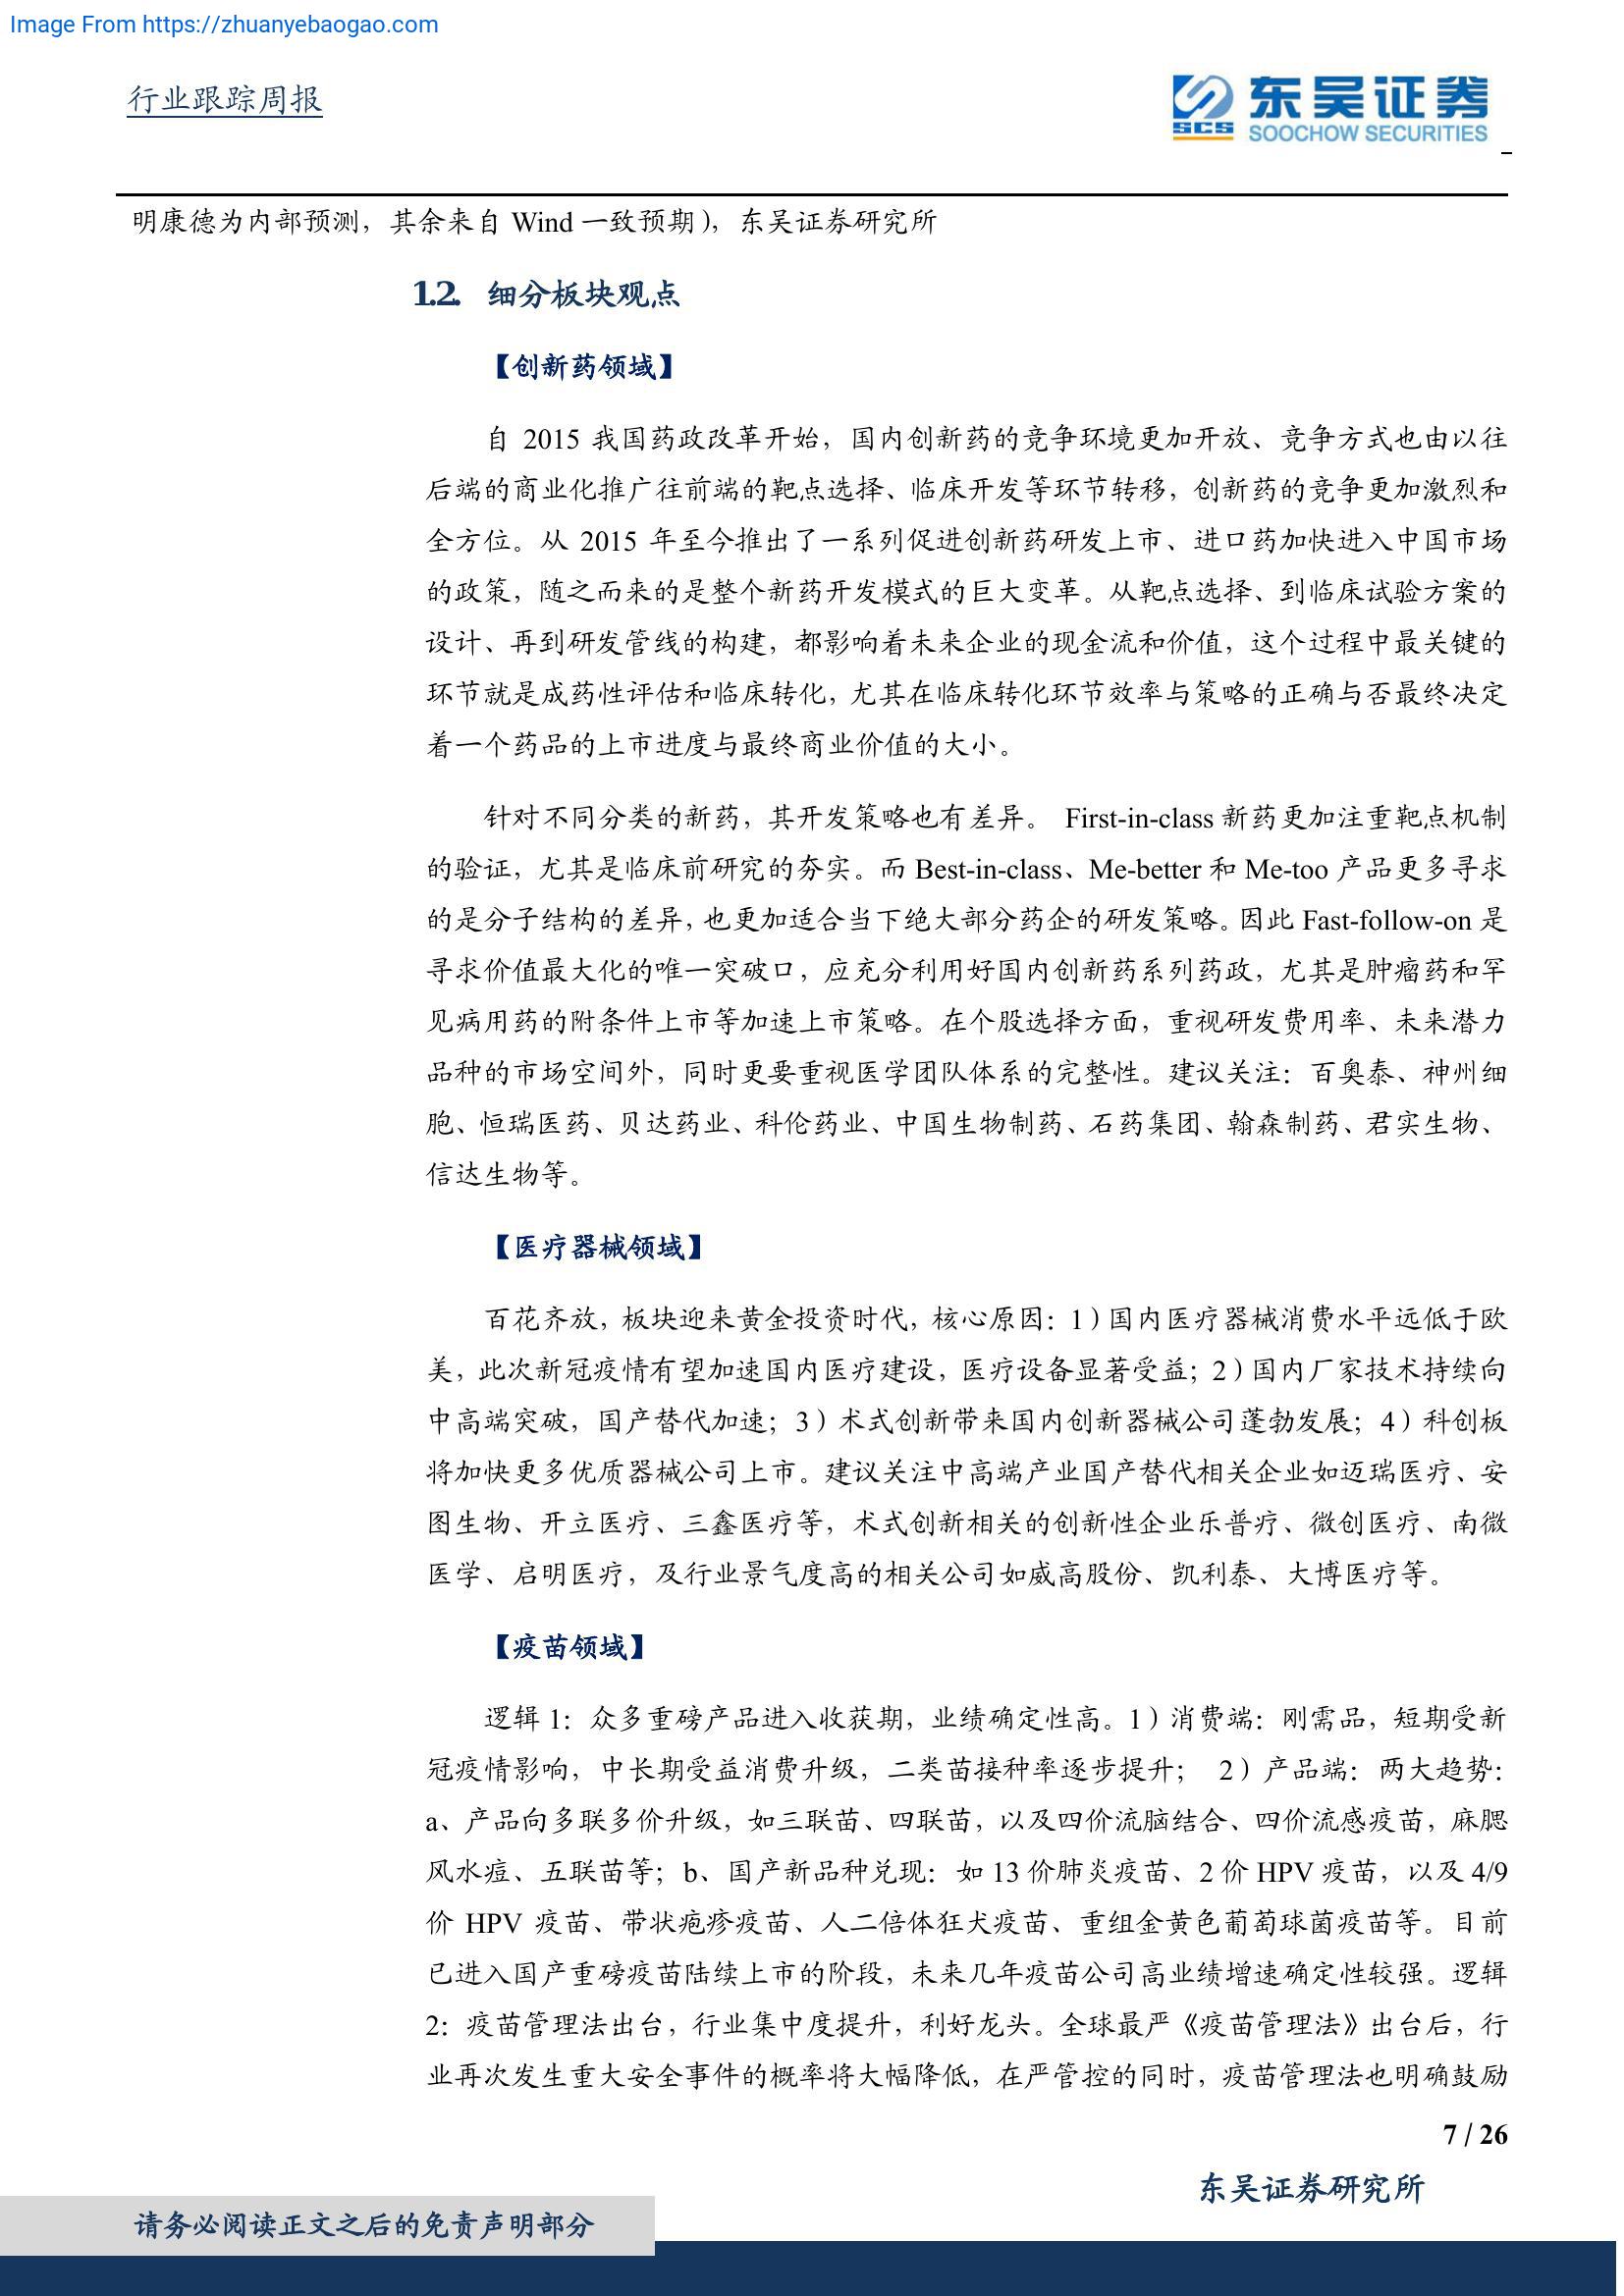 Image From https://zhuanyebaogao.com
行业跟踪周报
SCS
东吴证券
SOOCHOW SECURITIES
明康德为内部预测，其余来自 Wind 一致预期），东吴证券研究所
1.2. 细分板块观点
【创新药领域】
自 2015 我国药政改革开始，国内创新药的竞争环境更加开放、竞争方式也由以往
后端的商业化推广往前端的靶点选择、临床开发等环节转移，创新药的竞争更加激烈和
全方位。从 2015 年至今推出了一系列促进创新药研发上市、进口药加快进入中国市场
的政策，随之而来的是整个新药开发模式的巨大变革。从靶点选择、到临床试验方案的
设计、再到研发管线的构建，都影响着未来企业的现金流和价值，这个过程中最关键的
环节就是成药性评估和临床转化，尤其在临床转化环节效率与策略的正确与否最终决定
着一个药品的上市进度与最终商业价值的大小。
针对不同分类的新药，其开发策略也有差异。 First-in-class 新药更加注重靶点机制
的验证，尤其是临床前研究的夯实。而 Best-in-class、Me-better 和 Me-too 产品更多寻求
的是分子结构的差异，也更加适合当下绝大部分药企的研发策略。因此 Fast-follow-on 是
寻求价值最大化的唯一突破口，应充分利用好国内创新药系列药政，尤其是肿瘤药和罕
见病用药的附条件上市等加速上市策略。在个股选择方面，重视研发费用率、未来潜力
品种的市场空间外，同时更要重视医学团队体系的完整性。建议关注：百奥泰、神州细
胞、恒瑞医药、贝达药业、科伦药业、中国生物制药、石药集团、翰森制药、君实生物、
信达生物等。
【医疗器械领域】
百花齐放，板块迎来黄金投资时代，核心原因：1）国内医疗器械消费水平远低于欧
美，此次新冠疫情有望加速国内医疗建设，医疗设备显著受益；2）国内厂家技术持续向
中高端突破，国产替代加速；3）术式创新带来国内创新器械公司蓬勃发展；4）科创板
将加快更多优质器械公司上市。建议关注中高端产业国产替代相关企业如迈瑞医疗、安
图生物、开立医疗、三鑫医疗等，术式创新相关的创新性企业乐普疗、微创医疗、南微
医学、启明医疗，及行业景气度高的相关公司如威高股份、凯利泰、大博医疗等。
【疫苗领域】
逻辑 1：众多重磅产品进入收获期，业绩确定性高。1）消费端：刚需品，短期受新
冠疫情影响，中长期受益消费升级，二类苗接种率逐步提升； 2）产品端：两大趋势：
a、产品向多联多价升级，如三联苗、四联苗，以及四价流脑结合、四价流感疫苗，麻腮
风水痘、五联苗等；b、国产新品种兑现：如 13 价肺炎疫苗、2 价 HPV 疫苗，以及 4/9
价 HPV 疫苗、带状疱疹疫苗、人二倍体狂犬疫苗、重组金黄色葡萄球菌疫苗等。目前
已进入国产重磅疫苗陆续上市的阶段，未来几年疫苗公司高业绩增速确定性较强。逻辑
2：疫苗管理法出台，行业集中度提升，利好龙头。全球最严《疫苗管理法》出台后，行
业再次发生重大安全事件的概率将大幅降低，在严管控的同时，疫苗管理法也明确鼓励
7 / 26
东吴证券研究所
请务必阅读正文之后的免责声明部分